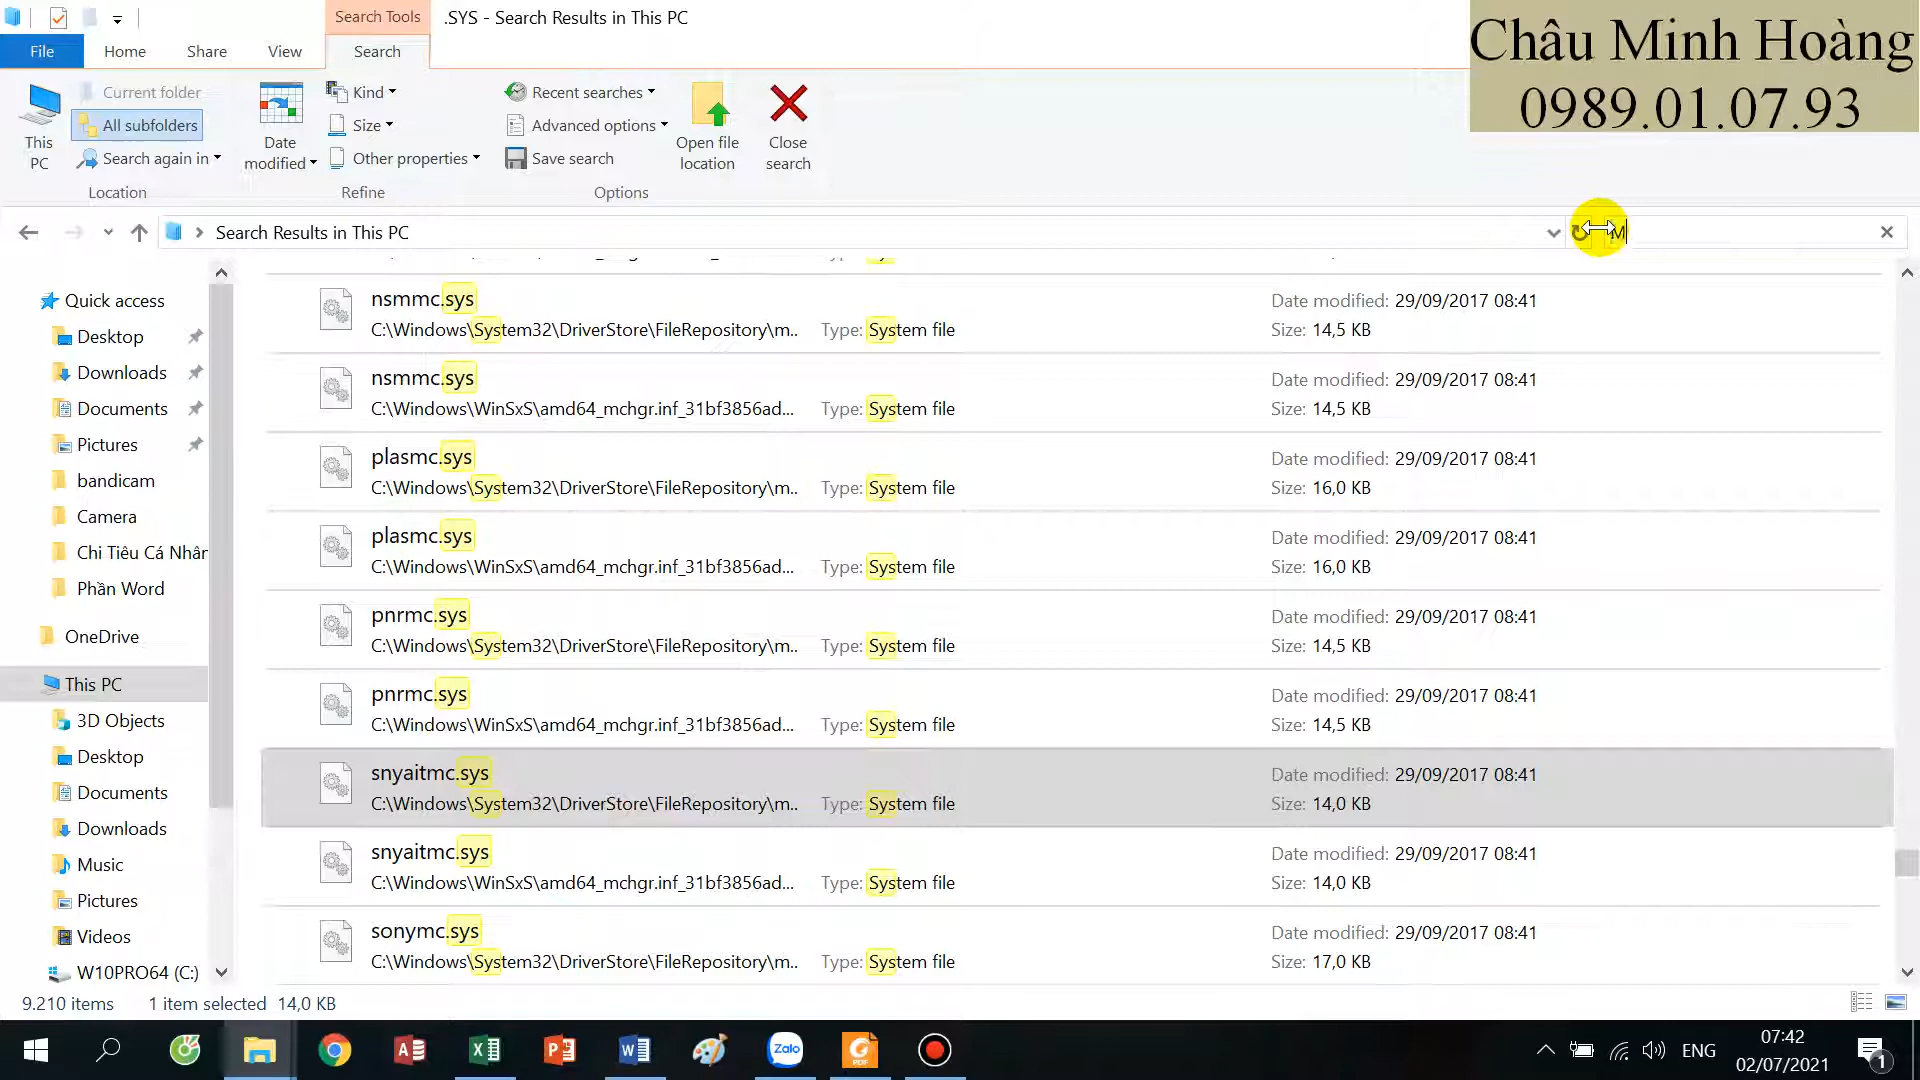 Search Tools
.SYS - Search Results in This PC
Châu Minh Hoàng
0989.01.07.93
File
Home
Share
View
Search
This PC
Current folder
All subfolders
Search again in
Location
Date modified
Kind
Size
Other properties
Refine
Recent searches
Advanced options
Save search
Options
Open file location
Close search
Search Results in This PC
M
Quick access
Desktop
Downloads
Documents
Pictures
bandicam
Camera
Chi Tiêu Cá Nhân
Phần Word
OneDrive
This PC
3D Objects
Desktop
Documents
Downloads
Music
Pictures
Videos
W10PRO64 (C:)
nsmmc.sys
Date modified: 29/09/2017 08:41
C:\Windows\System32\DriverStore\FileRepository\m..
Type: System file
Size: 14,5 KB
nsmmc.sys
Date modified: 29/09/2017 08:41
C:\Windows\WinSxS\amd64_mchgr.inf_31bf3856ad...
Type: System file
Size: 14,5 KB
plasmc.sys
Date modified: 29/09/2017 08:41
C:\Windows\System32\DriverStore\FileRepository\m..
Type: System file
Size: 16,0 KB
plasmc.sys
Date modified: 29/09/2017 08:41
C:\Windows\WinSxS\amd64_mchgr.inf_31bf3856ad...
Type: System file
Size: 16,0 KB
pnrmc.sys
Date modified: 29/09/2017 08:41
C:\Windows\System32\DriverStore\FileRepository\m..
Type: System file
Size: 14,5 KB
pnrmc.sys
Date modified: 29/09/2017 08:41
C:\Windows\WinSxS\amd64_mchgr.inf_31bf3856ad...
Type: System file
Size: 14,5 KB
snyaitmc.sys
Date modified: 29/09/2017 08:41
C:\Windows\System32\DriverStore\FileRepository\m..
Type: System file
Size: 14,0 KB
snyaitmc.sys
Date modified: 29/09/2017 08:41
C:\Windows\WinSxS\amd64_mchgr.inf_31bf3856ad...
Type: System file
Size: 14,0 KB
sonymc.sys
Date modified: 29/09/2017 08:41
C:\Windows\System32\DriverStore\FileRepository\m..
Type: System file
Size: 17,0 KB
9.210 items
1 item selected 14,0 KB
Zalo
PDF
ENG
07:42
02/07/2021
1